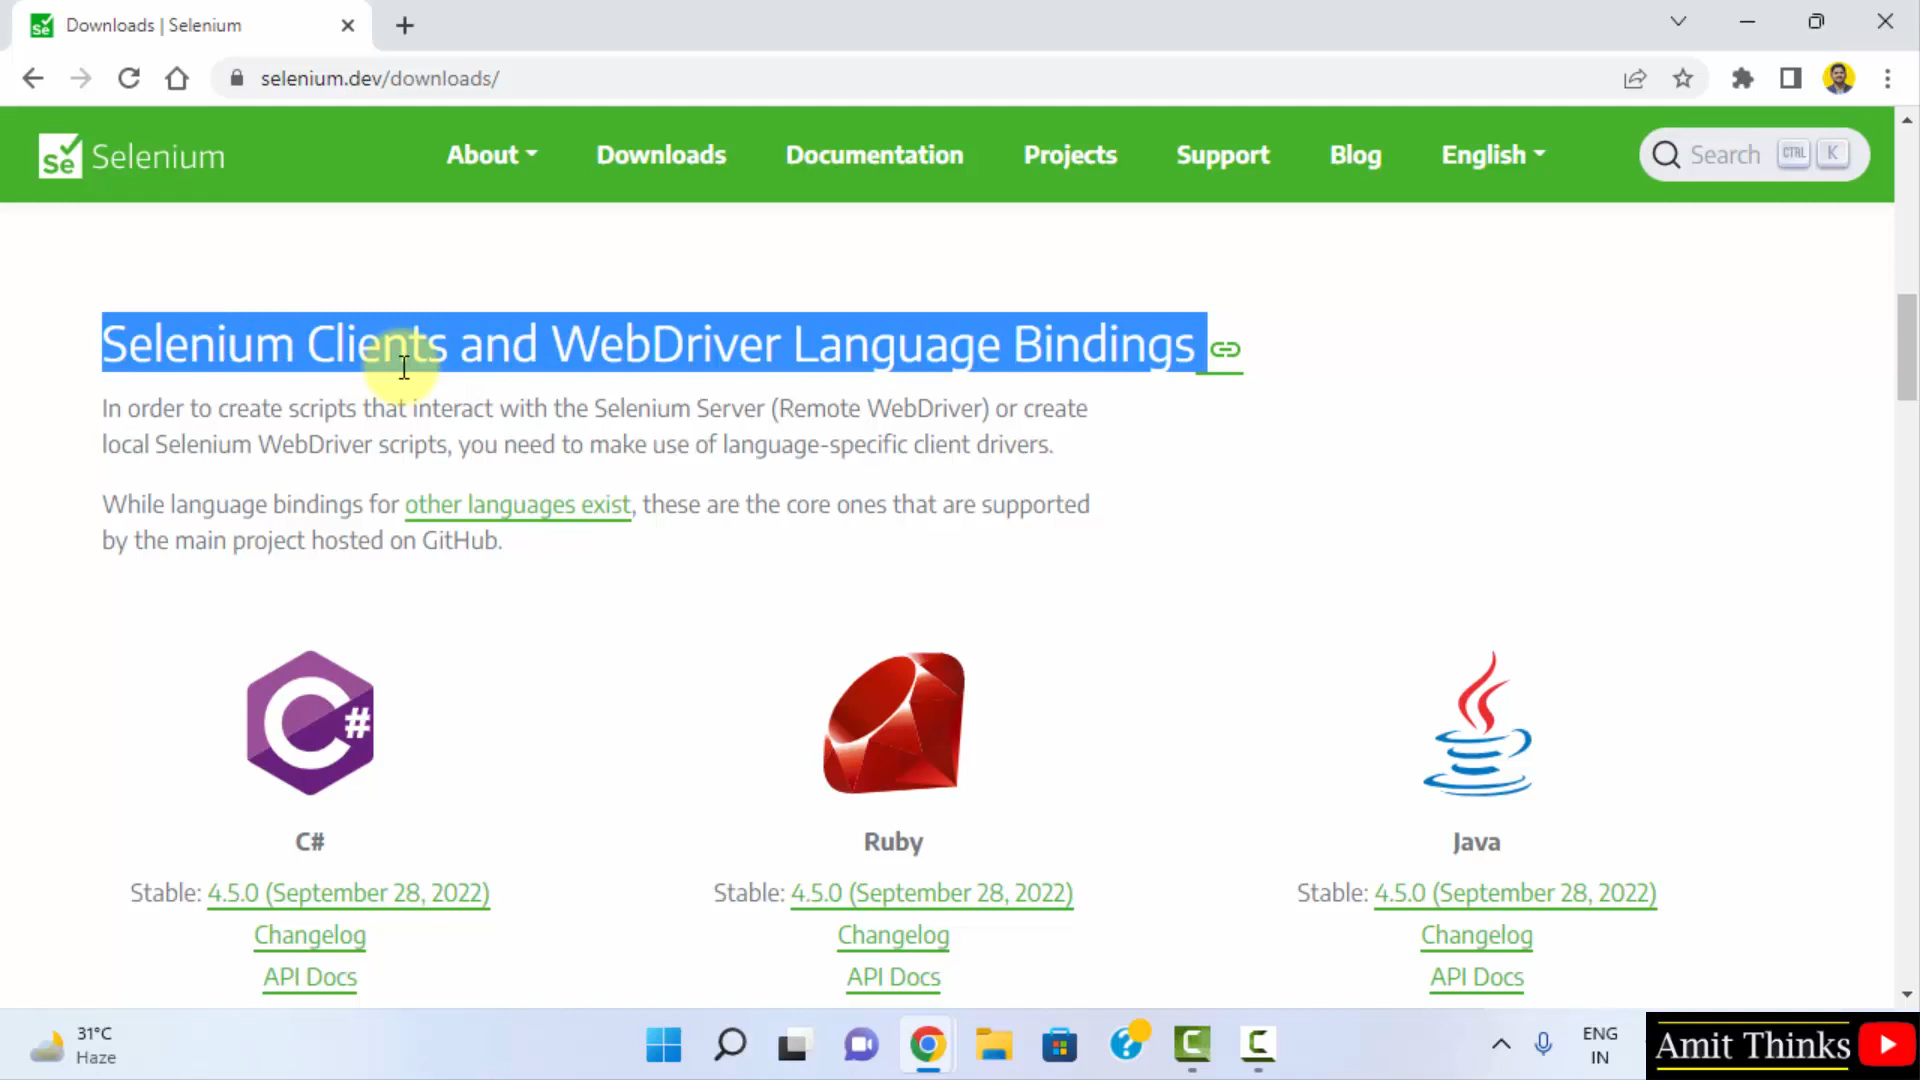 Downloads | Selenium
selenium.dev/downloads/
Se Selenium
About
Downloads
Documentation
Projects
Support
Blog
English
Search CTRL K
Selenium Clients and WebDriver Language Bindings
In order to create scripts that interact with the Selenium Server (Remote WebDriver) or create
local Selenium WebDriver scripts, you need to make use of language-specific client drivers.
While language bindings for other languages exist, these are the core ones that are supported
by the main project hosted on GitHub.
C#
Ruby
Java
Stable: 4.5.0 (September 28, 2022)
Stable: 4.5.0 (September 28, 2022)
Stable: 4.5.0 (September 28, 2022)
Changelog
Changelog
Changelog
API Docs
API Docs
API Docs
31°C
Haze
ENG
IN
Amit Thinks